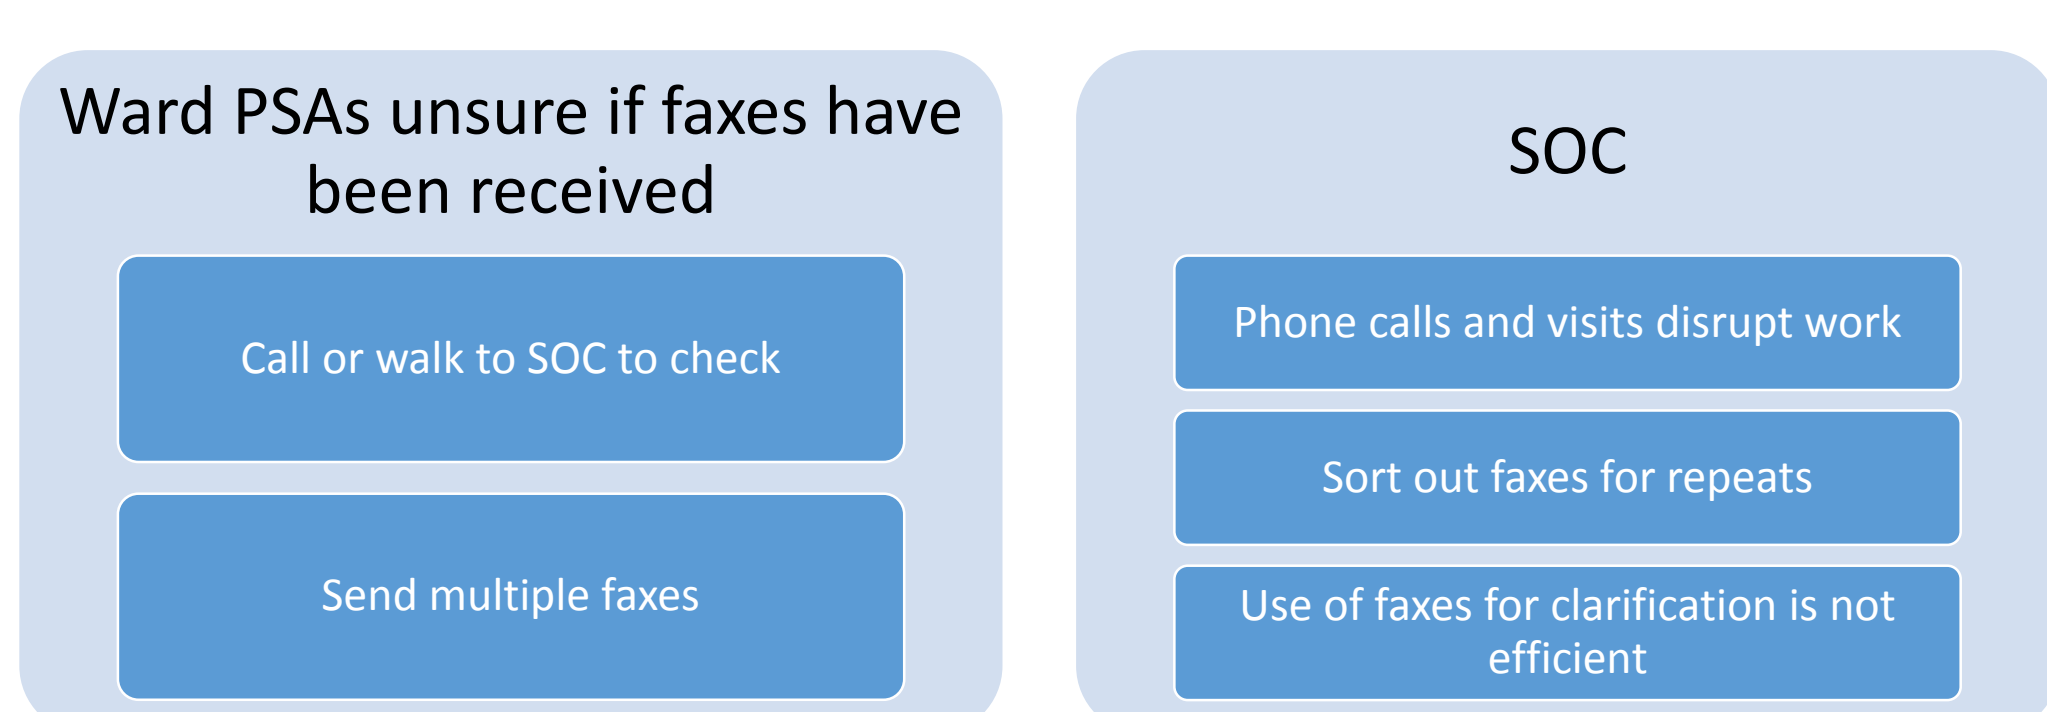 Ward PSAs unsure if faxes have
been received
Call or walk to SOC to check
Send multiple faxes
SOC
Phone calls and visits disrupt work
Sort out faxes for repeats
Use of faxes for clarification is not
efficient